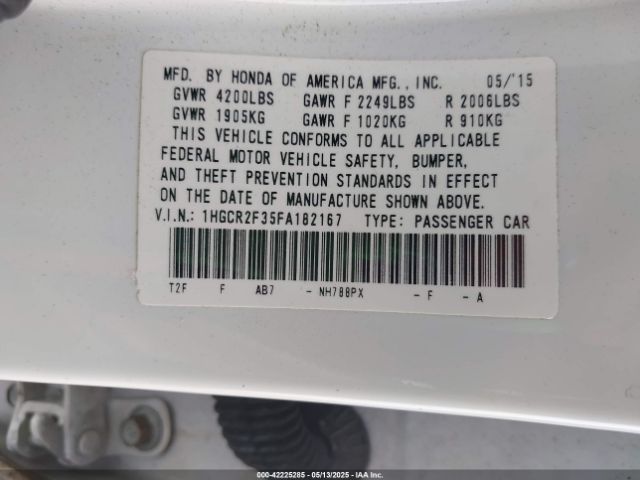 MFD. BY HONDA OF AMERICA MFG., INC. 05/'15
GVWR 4200LBS GAWR F 2249LBS R 2006LBS
GVWR 1905KG GAWR F 1020KG R 910KG
THIS VEHICLE CONFORMS TO ALL APPLICABLE
FEDERAL MOTOR VEHICLE SAFETY, BUMPER,
AND THEFT PREVENTION STANDARDS IN EFFECT
ON THE DATE OF MANUFACTURE SHOWN ABOVE.
V.I.N.: 1HGCR2F35FA182167 TYPE: PASSENGER CAR
T2F F AB7 - NH788PX - F - A
000-42225285 - 05/13/2025 - IAA Inc.